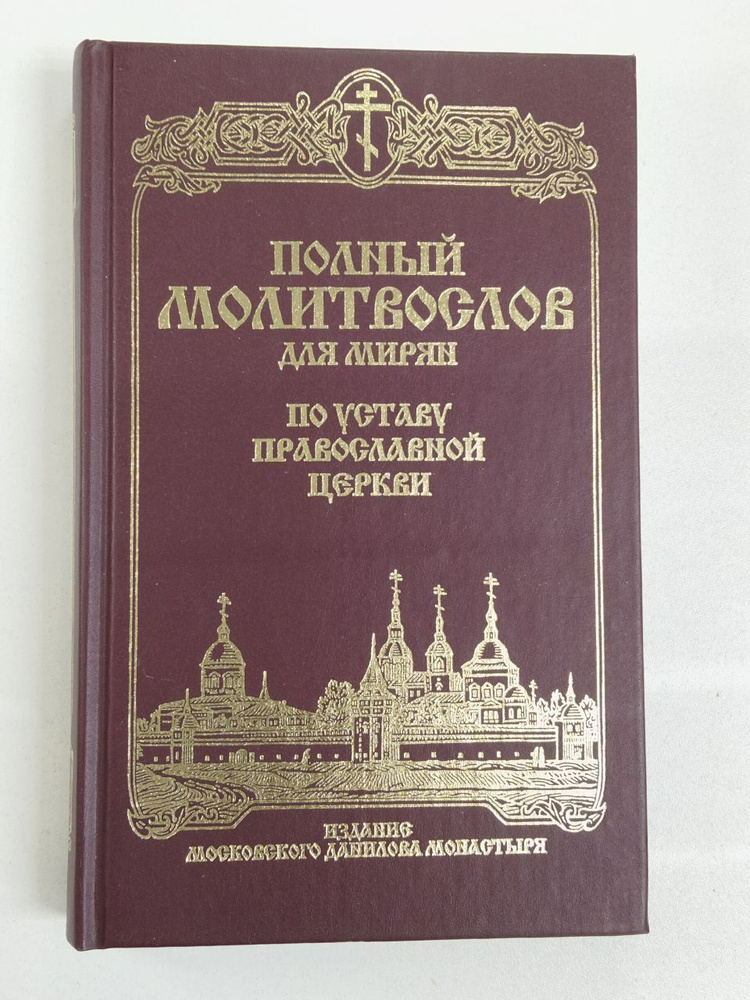 ПОЛНЫЙ
МОЛИТВОСЛОВ
ДЛЯ МИРЯН
ПО УСТАВУ
ПРАВОСЛАВНОЙ
ЦЕРКВИ
ИЗДАНИЕ
МОСКОВСКОГО ДАНИЛОВА МОНАСТЫРЯ